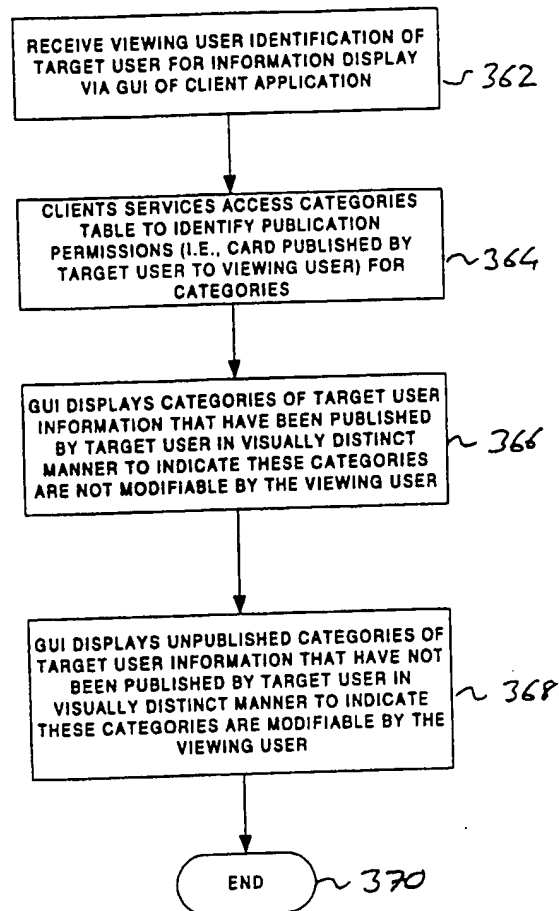 RECEIVE VIEWING USER IDENTIFICATION OF
TARGET USER FOR INFORMATION DISPLAY
VIA GUI OF CLIENT APPLICATION
362
CLIENTS SERVICES ACCESS CATEGORIES
TABLE TO IDENTIFY PUBLICATION
PERMISSIONS (I.E., CARD PUBLISHED BY
TARGET USER TO VIEWING USER) FOR
CATEGORIES
364
GUI DISPLAYS CATEGORIES OF TARGET USER
INFORMATION THAT HAVE BEEN PUBLISHED
BY TARGET USER IN VISUALLY DISTINCT
MANNER TO INDICATE THESE CATEGORIES
ARE NOT MODIFIABLE BY THE VIEWING USER
366
GUI DISPLAYS UNPUBLISHED CATEGORIES OF
TARGET USER INFORMATION THAT HAVE NOT
BEEN PUBLISHED BY TARGET USER IN
VISUALLY DISTINCT MANNER TO INDICATE
THESE CATEGORIES ARE MODIFIABLE BY THE
VIEWING USER
368
END
370